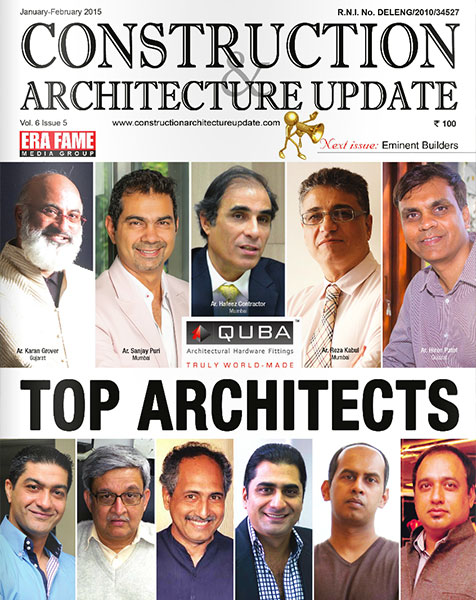 January-February 2015
R.N.I. No. DELENG/2010/34527
CONSTRUCTION
&
ARCHITECTURE UPDATE
Vol. 6 Issue 5
www.constructionarchitectureupdate.com
₹ 100
ERA FAME
MEDIA GROUP
Next issue: Eminent Builders
Ar. Karan Grover
Gujarat
Ar. Sanjay Puri
Mumbai
Ar. Hafeez Contractor
Mumbai
Ar. Reza Kabul
Mumbai
Ar. Hiren Patel
Gujarat
QUBA™
Architectural Hardware Fittings
TRULY WORLD-MADE
TOP ARCHITECTS